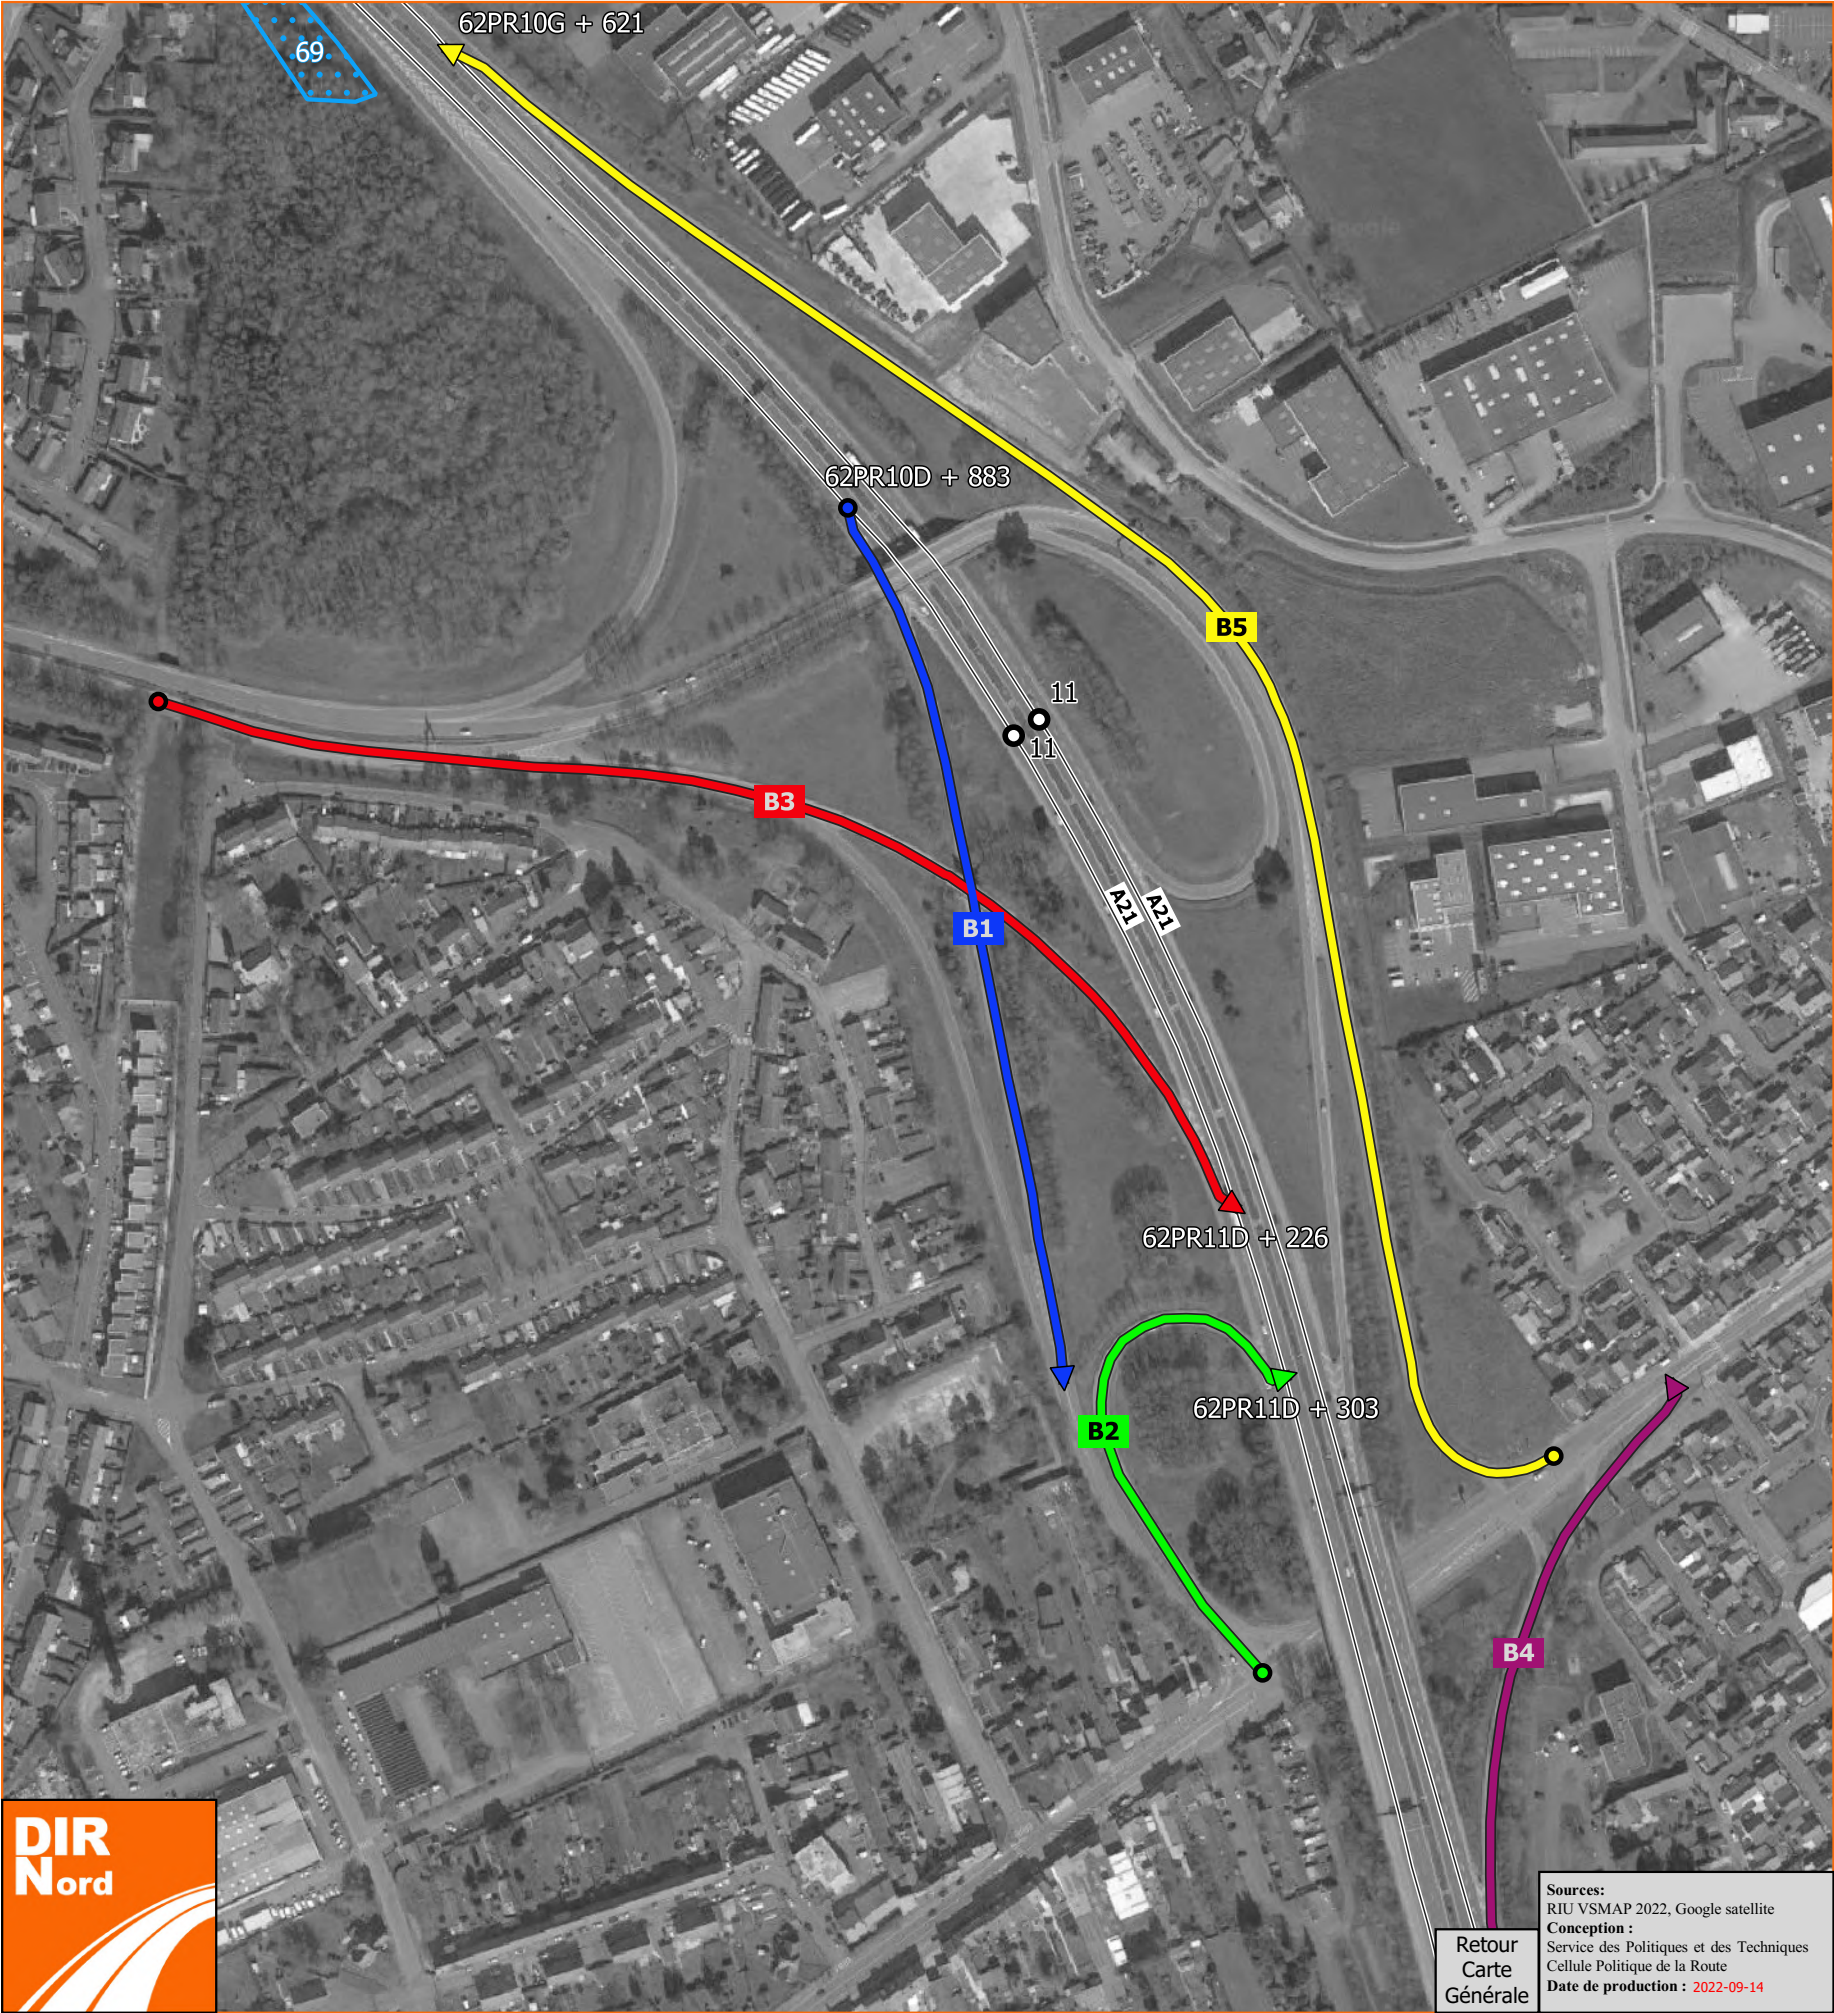 62PR10G + 621
69
62PR10D + 883
B5
11
11
B3
A21
A21
B1
62PR11D + 226
62PR11D + 303
B2
B4
DIR
Nord
Retour
Carte
Générale
Sources:
RIU VSMAP 2022, Google satellite
Conception :
Service des Politiques et des Techniques
Cellule Politique de la Route
Date de production : 2022-09-14